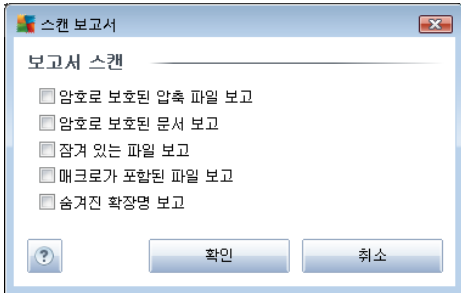 스캔 보고서
보고서 스캔
암호로 보호된 압축 파일 보고
암호로 보호된 문서 보고
잠겨 있는 파일 보고
매크로가 포함된 파일 보고
숨겨진 확장명 보고
? 확인 취소